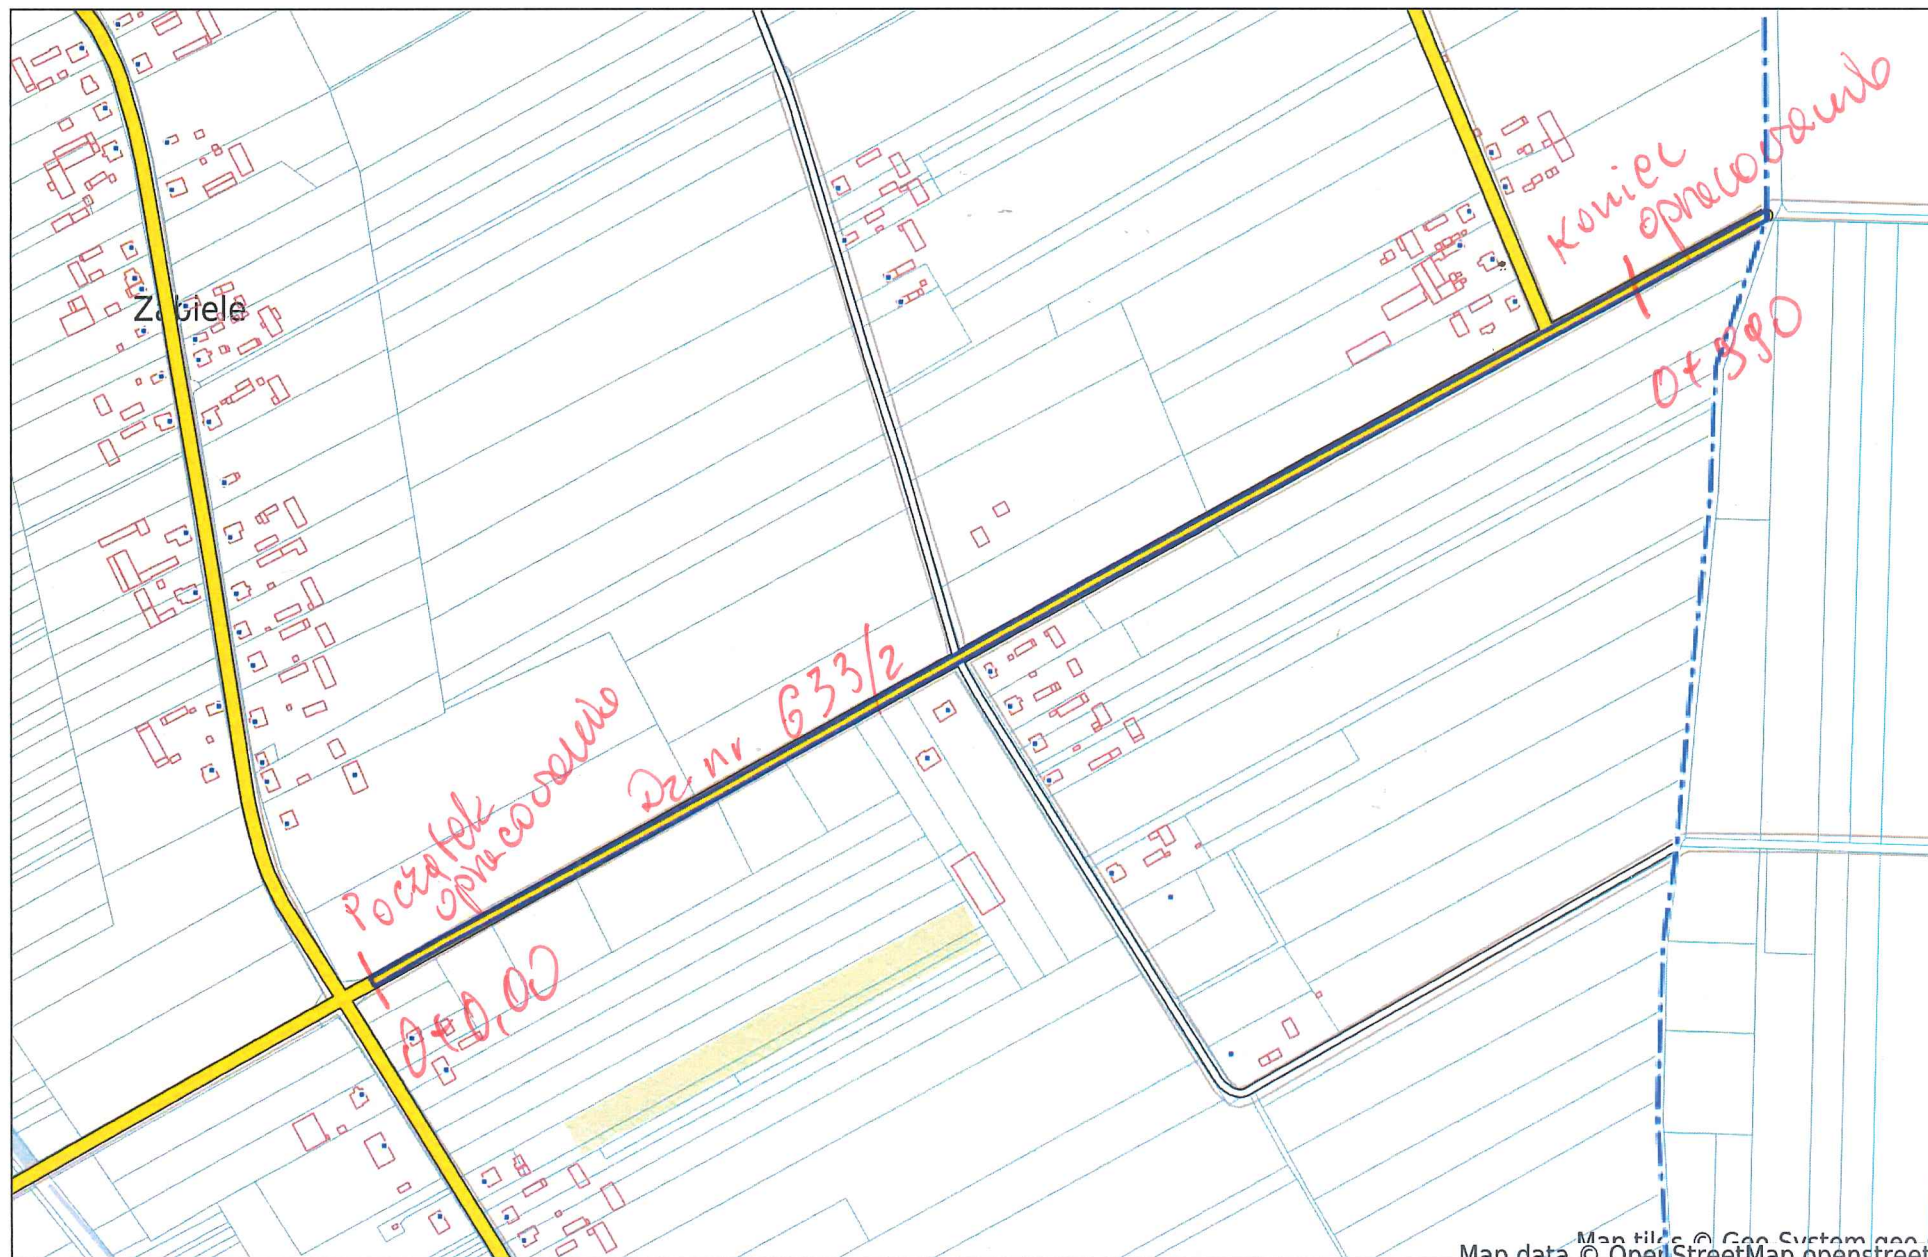 koniec
opracowania
0+990
Zabiele
Dz. nr 633/2
Początek
opracowania
0+0,00
Map tiles © Geo-System geo
Map data © OpenStreetMap openstreet